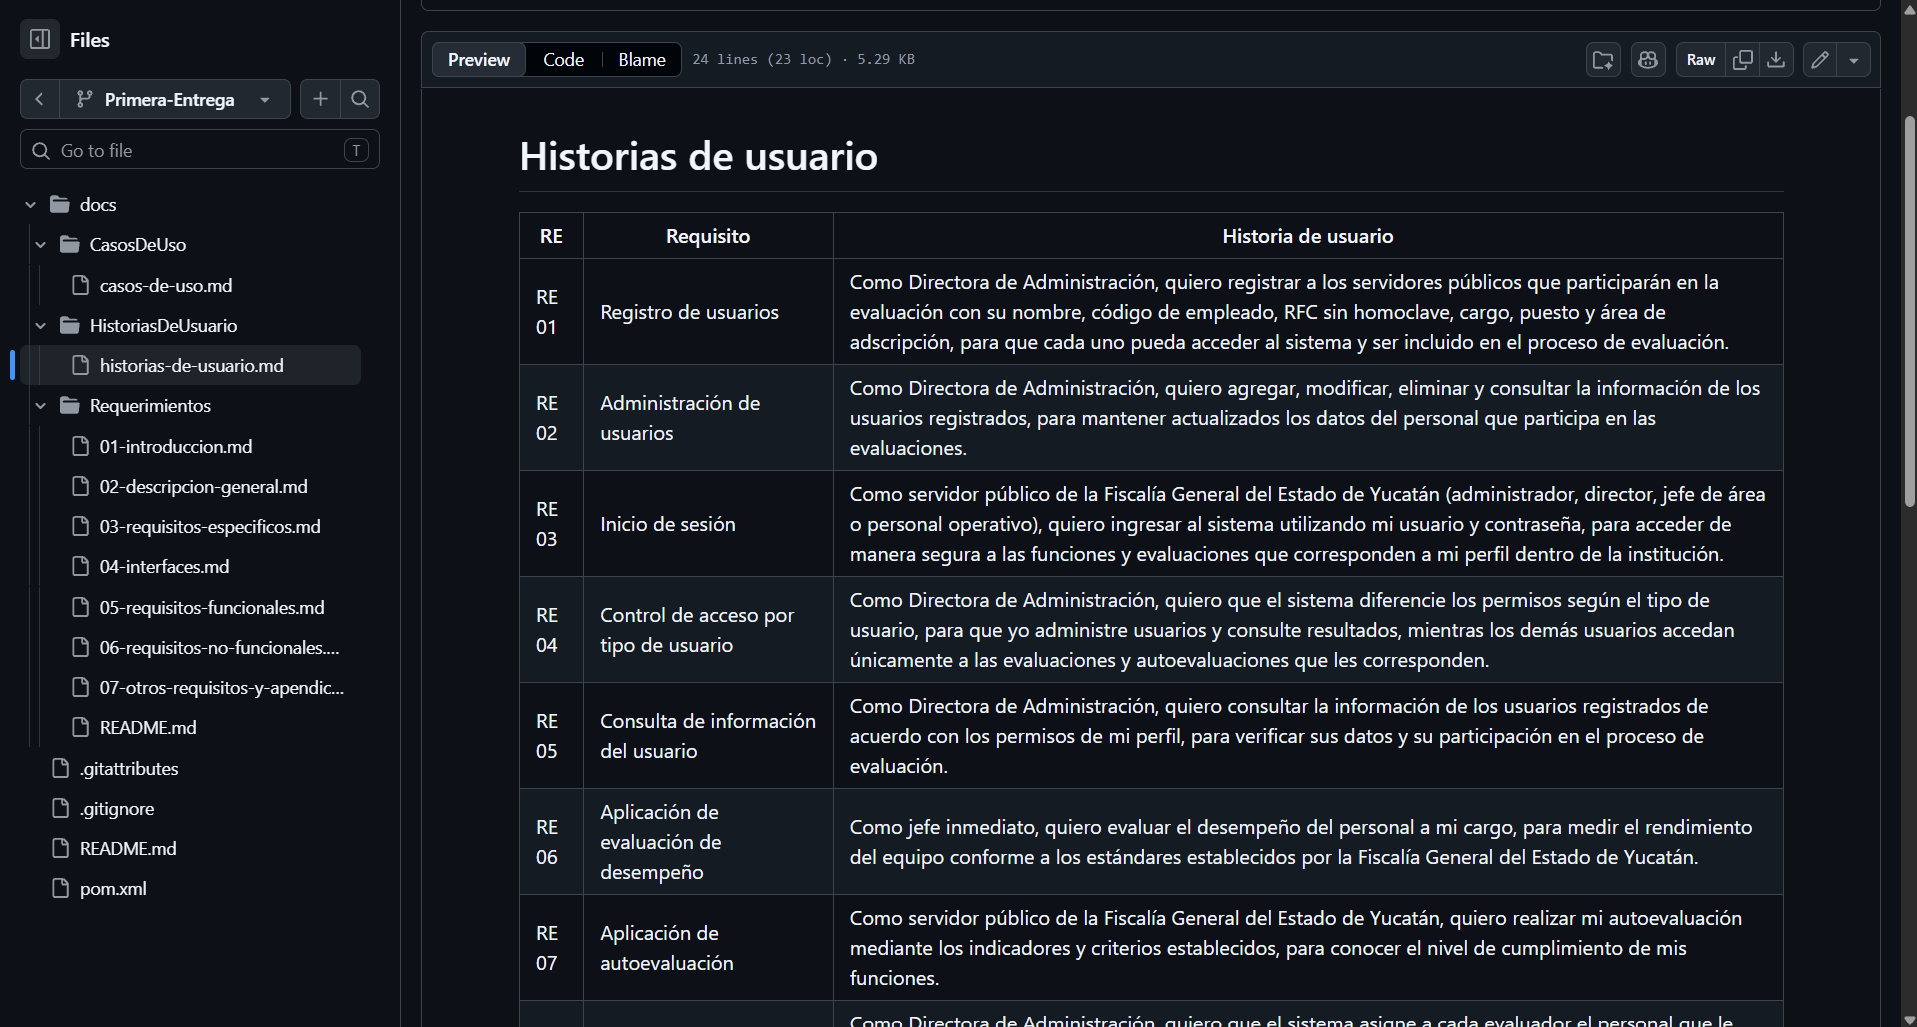 Files
Primera-Entrega
Go to file
T
docs
CasosDeUso
casos-de-uso.md
HistoriasDeUsuario
historias-de-usuario.md
Requerimientos
01-introduccion.md
02-descripcion-general.md
03-requisitos-especificos.md
04-interfaces.md
05-requisitos-funcionales.md
06-requisitos-no-funcionales....
07-otros-requisitos-y-apendic...
README.md
.gitattributes
.gitignore
README.md
pom.xml
Preview Code Blame 24 lines (23 loc) · 5.29 KB Raw
Historias de usuario
RE Requisito Historia de usuario
RE 01
Registro de usuarios
Como Directora de Administración, quiero registrar a los servidores públicos que participarán en la
evaluación con su nombre, código de empleado, RFC sin homoclave, cargo, puesto y área de
adscripción, para que cada uno pueda acceder al sistema y ser incluido en el proceso de evaluación.
RE 02
Administración de
usuarios
Como Directora de Administración, quiero agregar, modificar, eliminar y consultar la información de los
usuarios registrados, para mantener actualizados los datos del personal que participa en las
evaluaciones.
RE 03
Inicio de sesión
Como servidor público de la Fiscalía General del Estado de Yucatán (administrador, director, jefe de área
o personal operativo), quiero ingresar al sistema utilizando mi usuario y contraseña, para acceder de
manera segura a las funciones y evaluaciones que corresponden a mi perfil dentro de la institución.
RE 04
Control de acceso por
tipo de usuario
Como Directora de Administración, quiero que el sistema diferencie los permisos según el tipo de
usuario, para que yo administre usuarios y consulte resultados, mientras los demás usuarios accedan
únicamente a las evaluaciones y autoevaluaciones que les corresponden.
RE 05
Consulta de información
del usuario
Como Directora de Administración, quiero consultar la información de los usuarios registrados de
acuerdo con los permisos de mi perfil, para verificar sus datos y su participación en el proceso de
evaluación.
RE 06
Aplicación de
evaluación de
desempeño
Como jefe inmediato, quiero evaluar el desempeño del personal a mi cargo, para medir el rendimiento
del equipo conforme a los estándares establecidos por la Fiscalía General del Estado de Yucatán.
RE 07
Aplicación de
autoevaluación
Como servidor público de la Fiscalía General del Estado de Yucatán, quiero realizar mi autoevaluación
mediante los indicadores y criterios establecidos, para conocer el nivel de cumplimiento de mis
funciones.
Como Directora de Administración, quiero que el sistema asigne a cada evaluador el personal que le